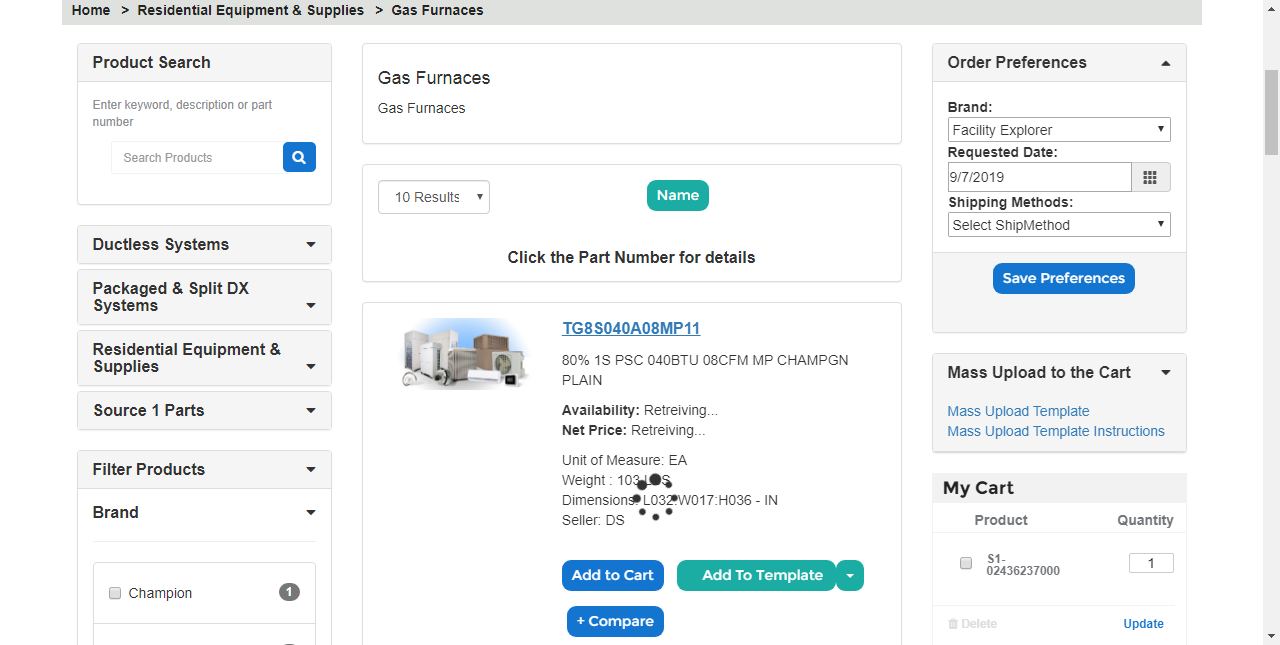 Home > Residential Equipment & Supplies > Gas Furnaces
Product Search
Enter keyword, description or part
number
Search Products
Ductless Systems
Packaged & Split DX
Systems
Residential Equipment &
Supplies
Source 1 Parts
Filter Products
Brand
Champion 1
Gas Furnaces
Gas Furnaces
10 Results
Name
Click the Part Number for details
TG8S040A08MP11
80% 1S PSC 040BTU 08CFM MP CHAMPGN
PLAIN
Availability: Retreiving...
Net Price: Retreiving...
Unit of Measure: EA
Weight : 103 LBS
Dimensions: L032:W017:H036 - IN
Seller: DS
Add to Cart
Add To Template
+ Compare
Order Preferences
Brand:
Facility Explorer
Requested Date:
9/7/2019
Shipping Methods:
Select ShipMethod
Save Preferences
Mass Upload to the Cart
Mass Upload Template
Mass Upload Template Instructions
My Cart
Product Quantity
S1-
02436237000
1
Delete Update